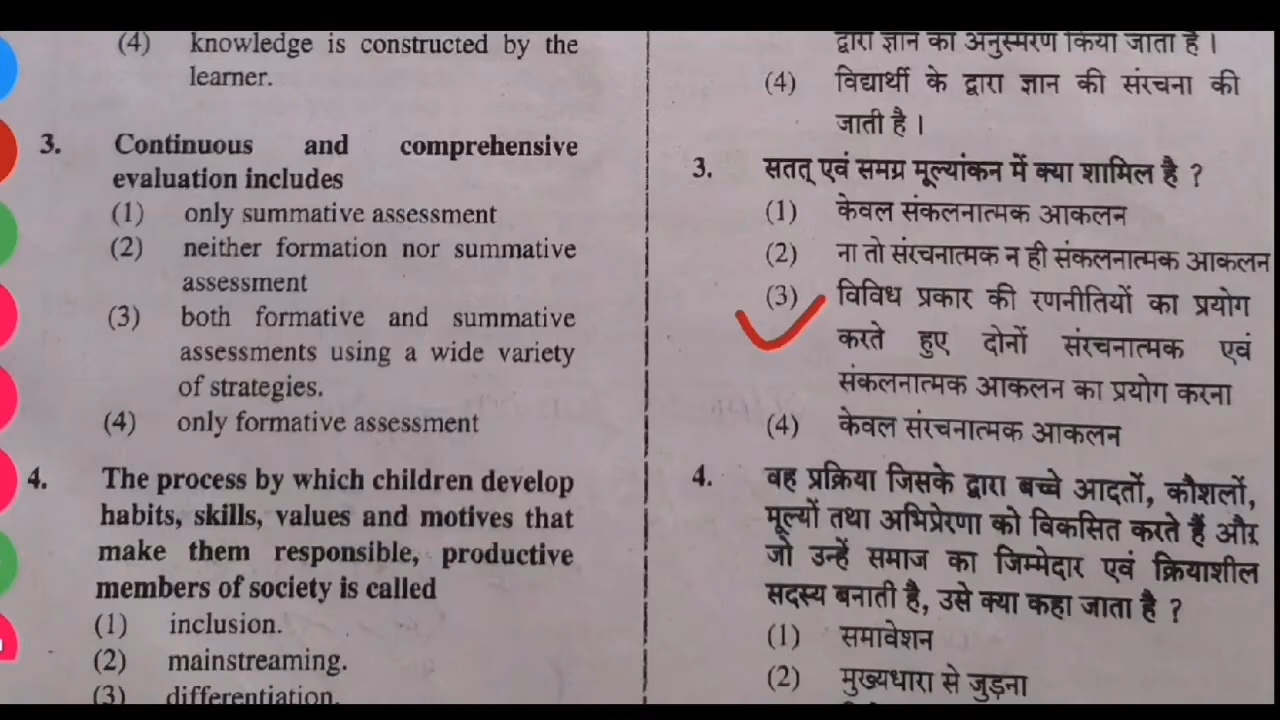 (4) knowledge is constructed by the
learner.
3. Continuous and comprehensive
evaluation includes
(1) only summative assessment
(2) neither formation nor summative
assessment
(3) both formative and summative
assessments using a wide variety
of strategies.
(4) only formative assessment
4. The process by which children develop
habits, skills, values and motives that
make them responsible, productive
members of society is called
(1) inclusion.
(2) mainstreaming.
(3) differentiation.
द्वारा ज्ञान का अनुस्मरण किया जाता है ।
(4) विद्यार्थी के द्वारा ज्ञान की संरचना की
जाती है ।
3. सतत् एवं समग्र मूल्यांकन में क्या शामिल है ?
(1) केवल संकलनात्मक आकलन
(2) ना तो संरचनात्मक न ही संकलनात्मक आकलन
(3) विविध प्रकार की रणनीतियों का प्रयोग
करते हुए दोनों संरचनात्मक एवं
संकलनात्मक आकलन का प्रयोग करना
(4) केवल संरचनात्मक आकलन
4. वह प्रक्रिया जिसके द्वारा बच्चे आदतों, कौशलों,
मूल्यों तथा अभिप्रेरणा को विकसित करते हैं और
जो उन्हें समाज का जिम्मेदार एवं क्रियाशील
सदस्य बनाती है, उसे क्या कहा जाता है ?
(1) समावेशन
(2) मुख्यधारा से जुड़ना